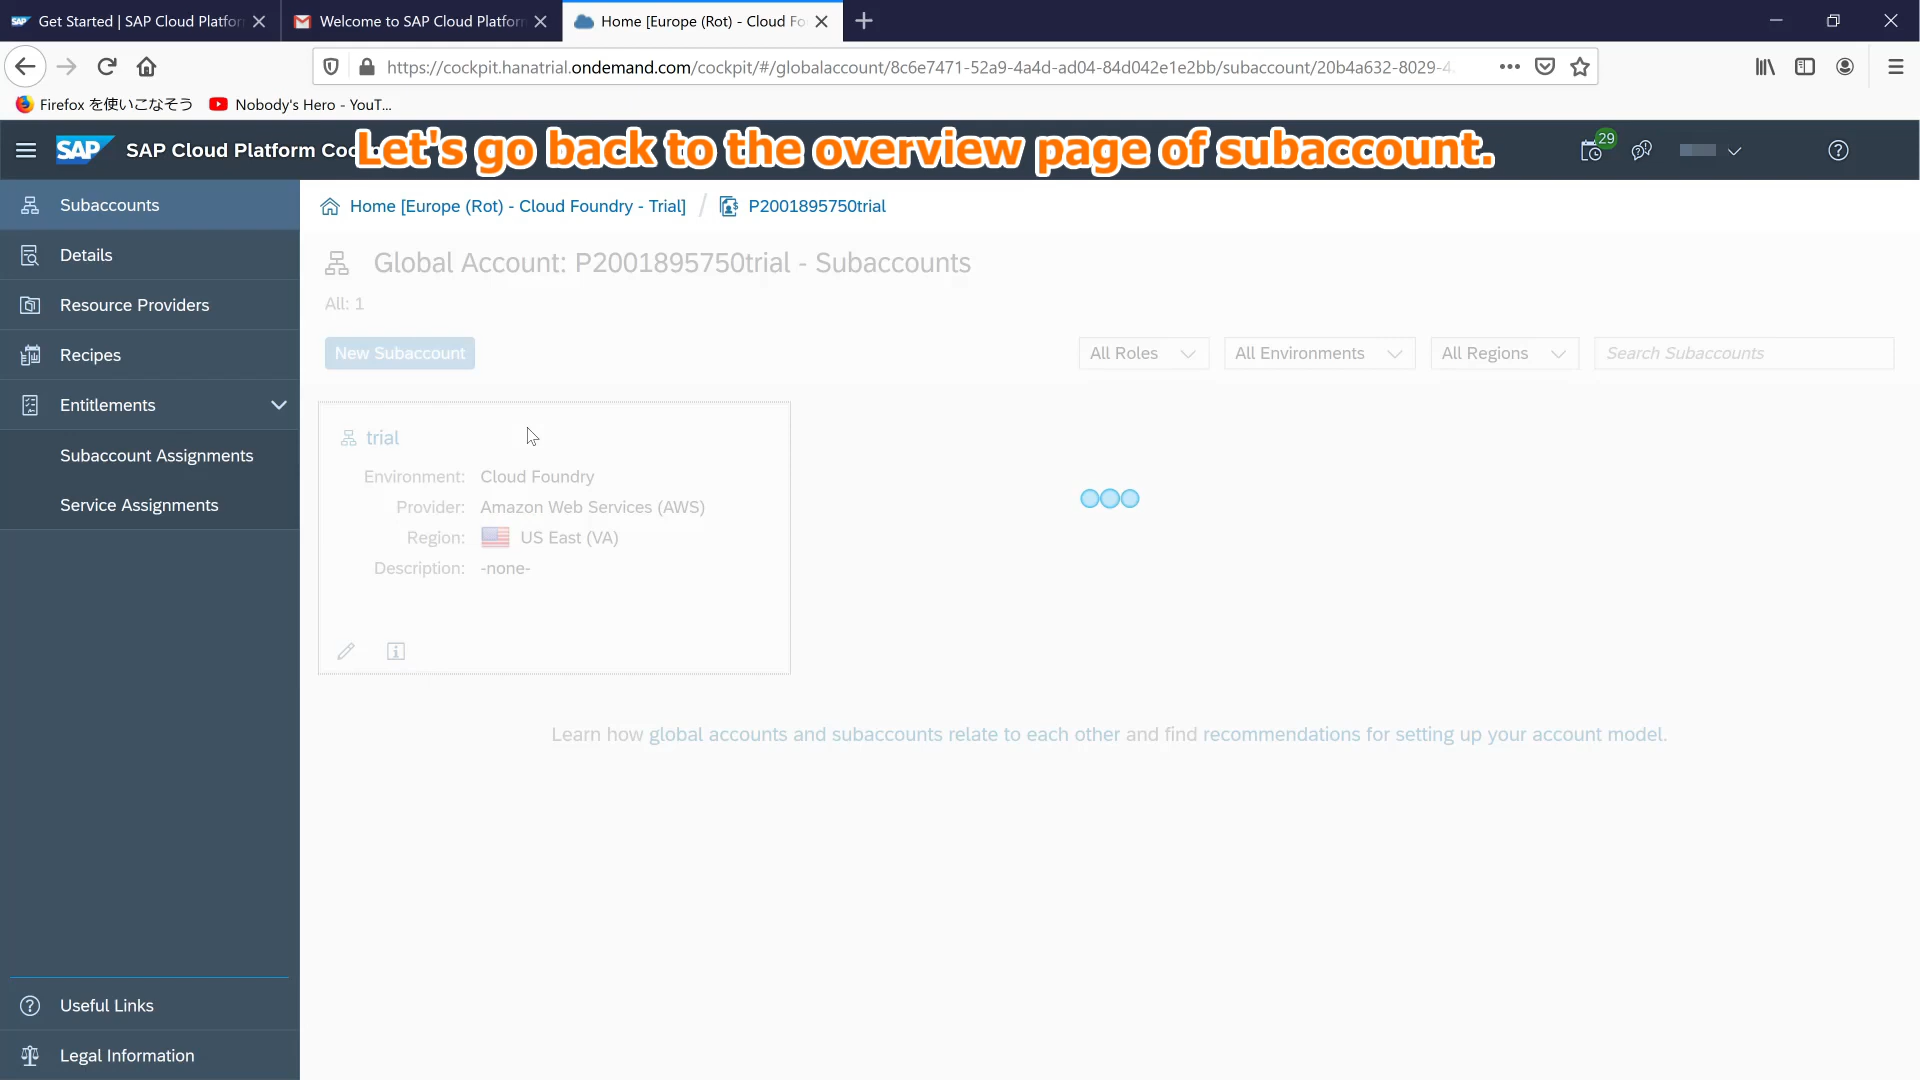 Get Started | SAP Cloud Platfor
Welcome to SAP Cloud Platfor
Home [Europe (Rot) - Cloud Fo
https://cockpit.hanatrial.ondemand.com/cockpit/#/globalaccount/8c6e7471-52a9-4a4d-ad04-84d042e1e2bb/subaccount/20b4a632-8029-4
Firefox を使いこなそう
Nobody's Hero - YouT...
SAP
SAP Cloud Platform Coc
Let's go back to the overview page of subaccount.
29
Subaccounts
Details
Resource Providers
Recipes
Entitlements
Subaccount Assignments
Service Assignments
Useful Links
Legal Information
Home [Europe (Rot) - Cloud Foundry - Trial] / P2001895750trial
Global Account: P2001895750trial - Subaccounts
All: 1
New Subaccount
All Roles
All Environments
All Regions
Search Subaccounts
trial
Environment: Cloud Foundry
Provider: Amazon Web Services (AWS)
Region: US East (VA)
Description: -none-
Learn how global accounts and subaccounts relate to each other and find recommendations for setting up your account model.